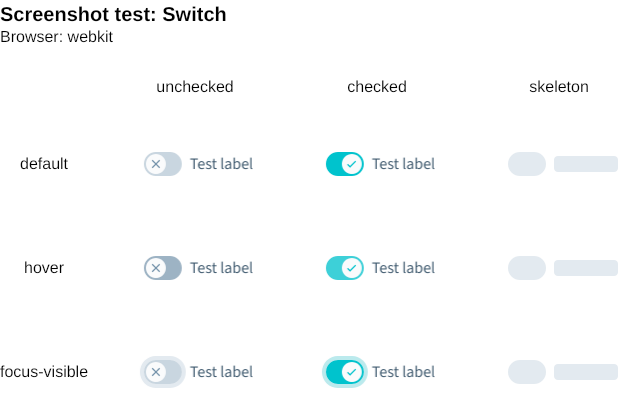 Screenshot test: Switch
Browser: webkit
unchecked checked skeleton
default Test label Test label
hover Test label Test label
focus-visible Test label Test label